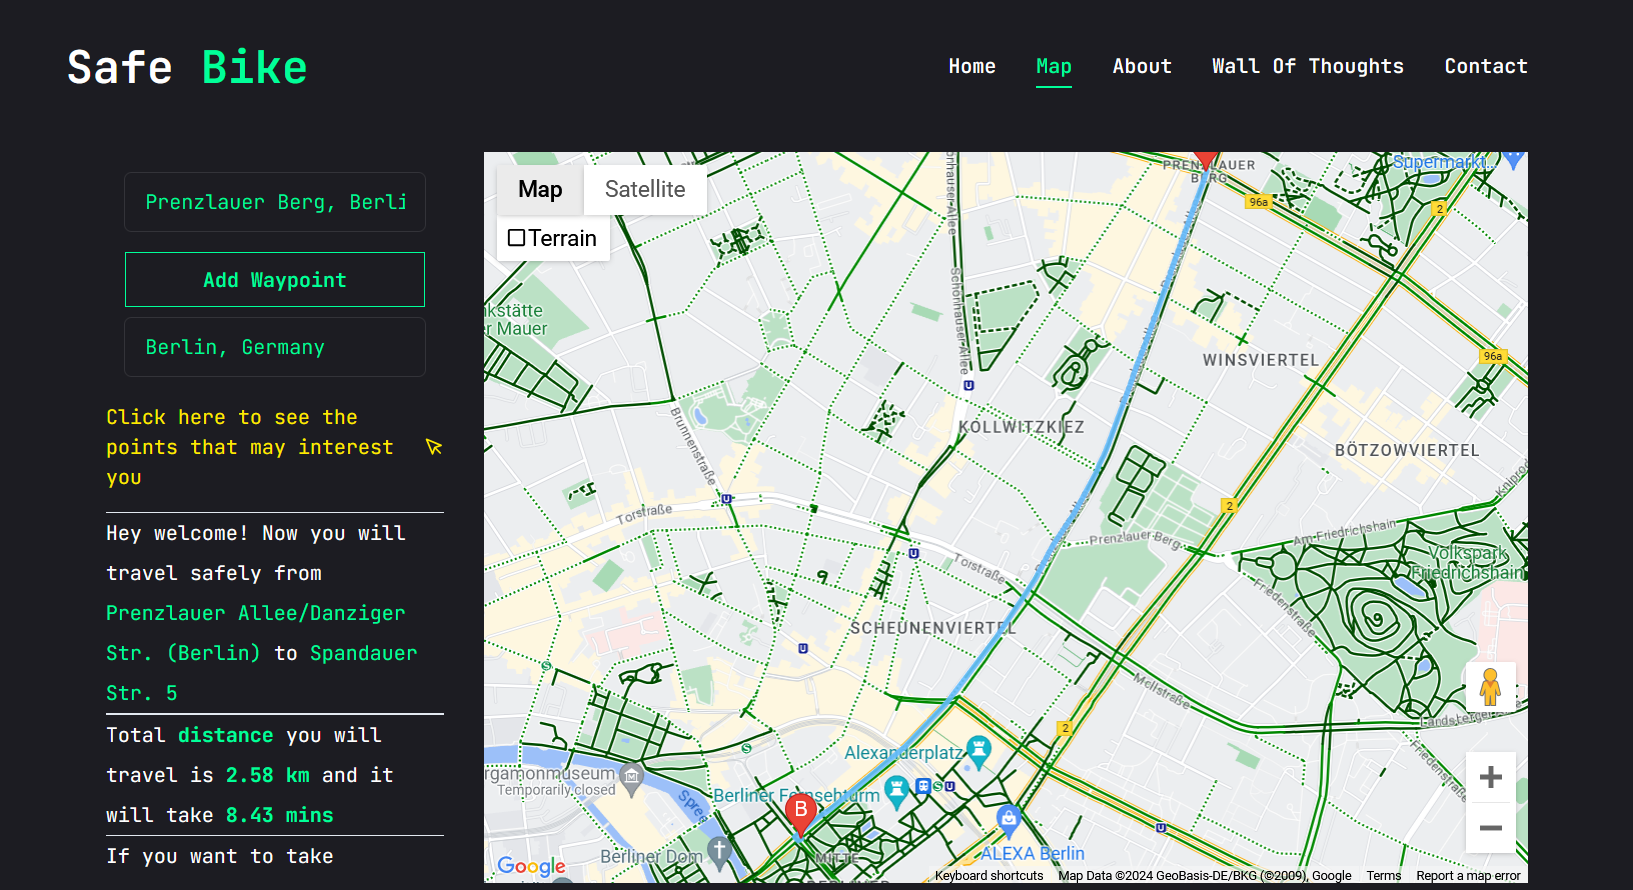 Safe Bike
Home
Map
About
Wall Of Thoughts
Contact
Prenzlauer Berg, Berli
Add Waypoint
Berlin, Germany
Click here to see the
points that may interest
you
Hey welcome! Now you will
travel safely from
Prenzlauer Allee/Danziger
Str. (Berlin) to Spandauer
Str. 5
Total distance you will
travel is 2.58 km and it
will take 8.43 mins
If you want to take
Map
Satellite
Terrain
PRENZLAUER
BERG
Supermarkt...
96a
2
nkstätte
er Mauer
Schönhauser Allee
WINSVIERTEL
96a
U
KOLLWITZKIEZ
BÖTZOWVIERTEL
Brunnenstraße
U
Torstraße
2
Am Friedrichshain
Prenzlauer Berg
Volkspark
Friedrichshain
U
Torstraße
Friedenstraße
SCHEUNENVIERTEL
U
S
Mollstraße
Landsberger
2
S
Alexanderplatz
Friedenstraße
rgamonmuseum
Temporarily closed
Berliner Fernsehturm
S
U
Spree
B
U
Berliner Dom
MITTE
ALEXA Berlin
Google
Keyboard shortcuts
Map Data ©2024 GeoBasis-DE/BKG (©2009), Google
Terms
Report a map error